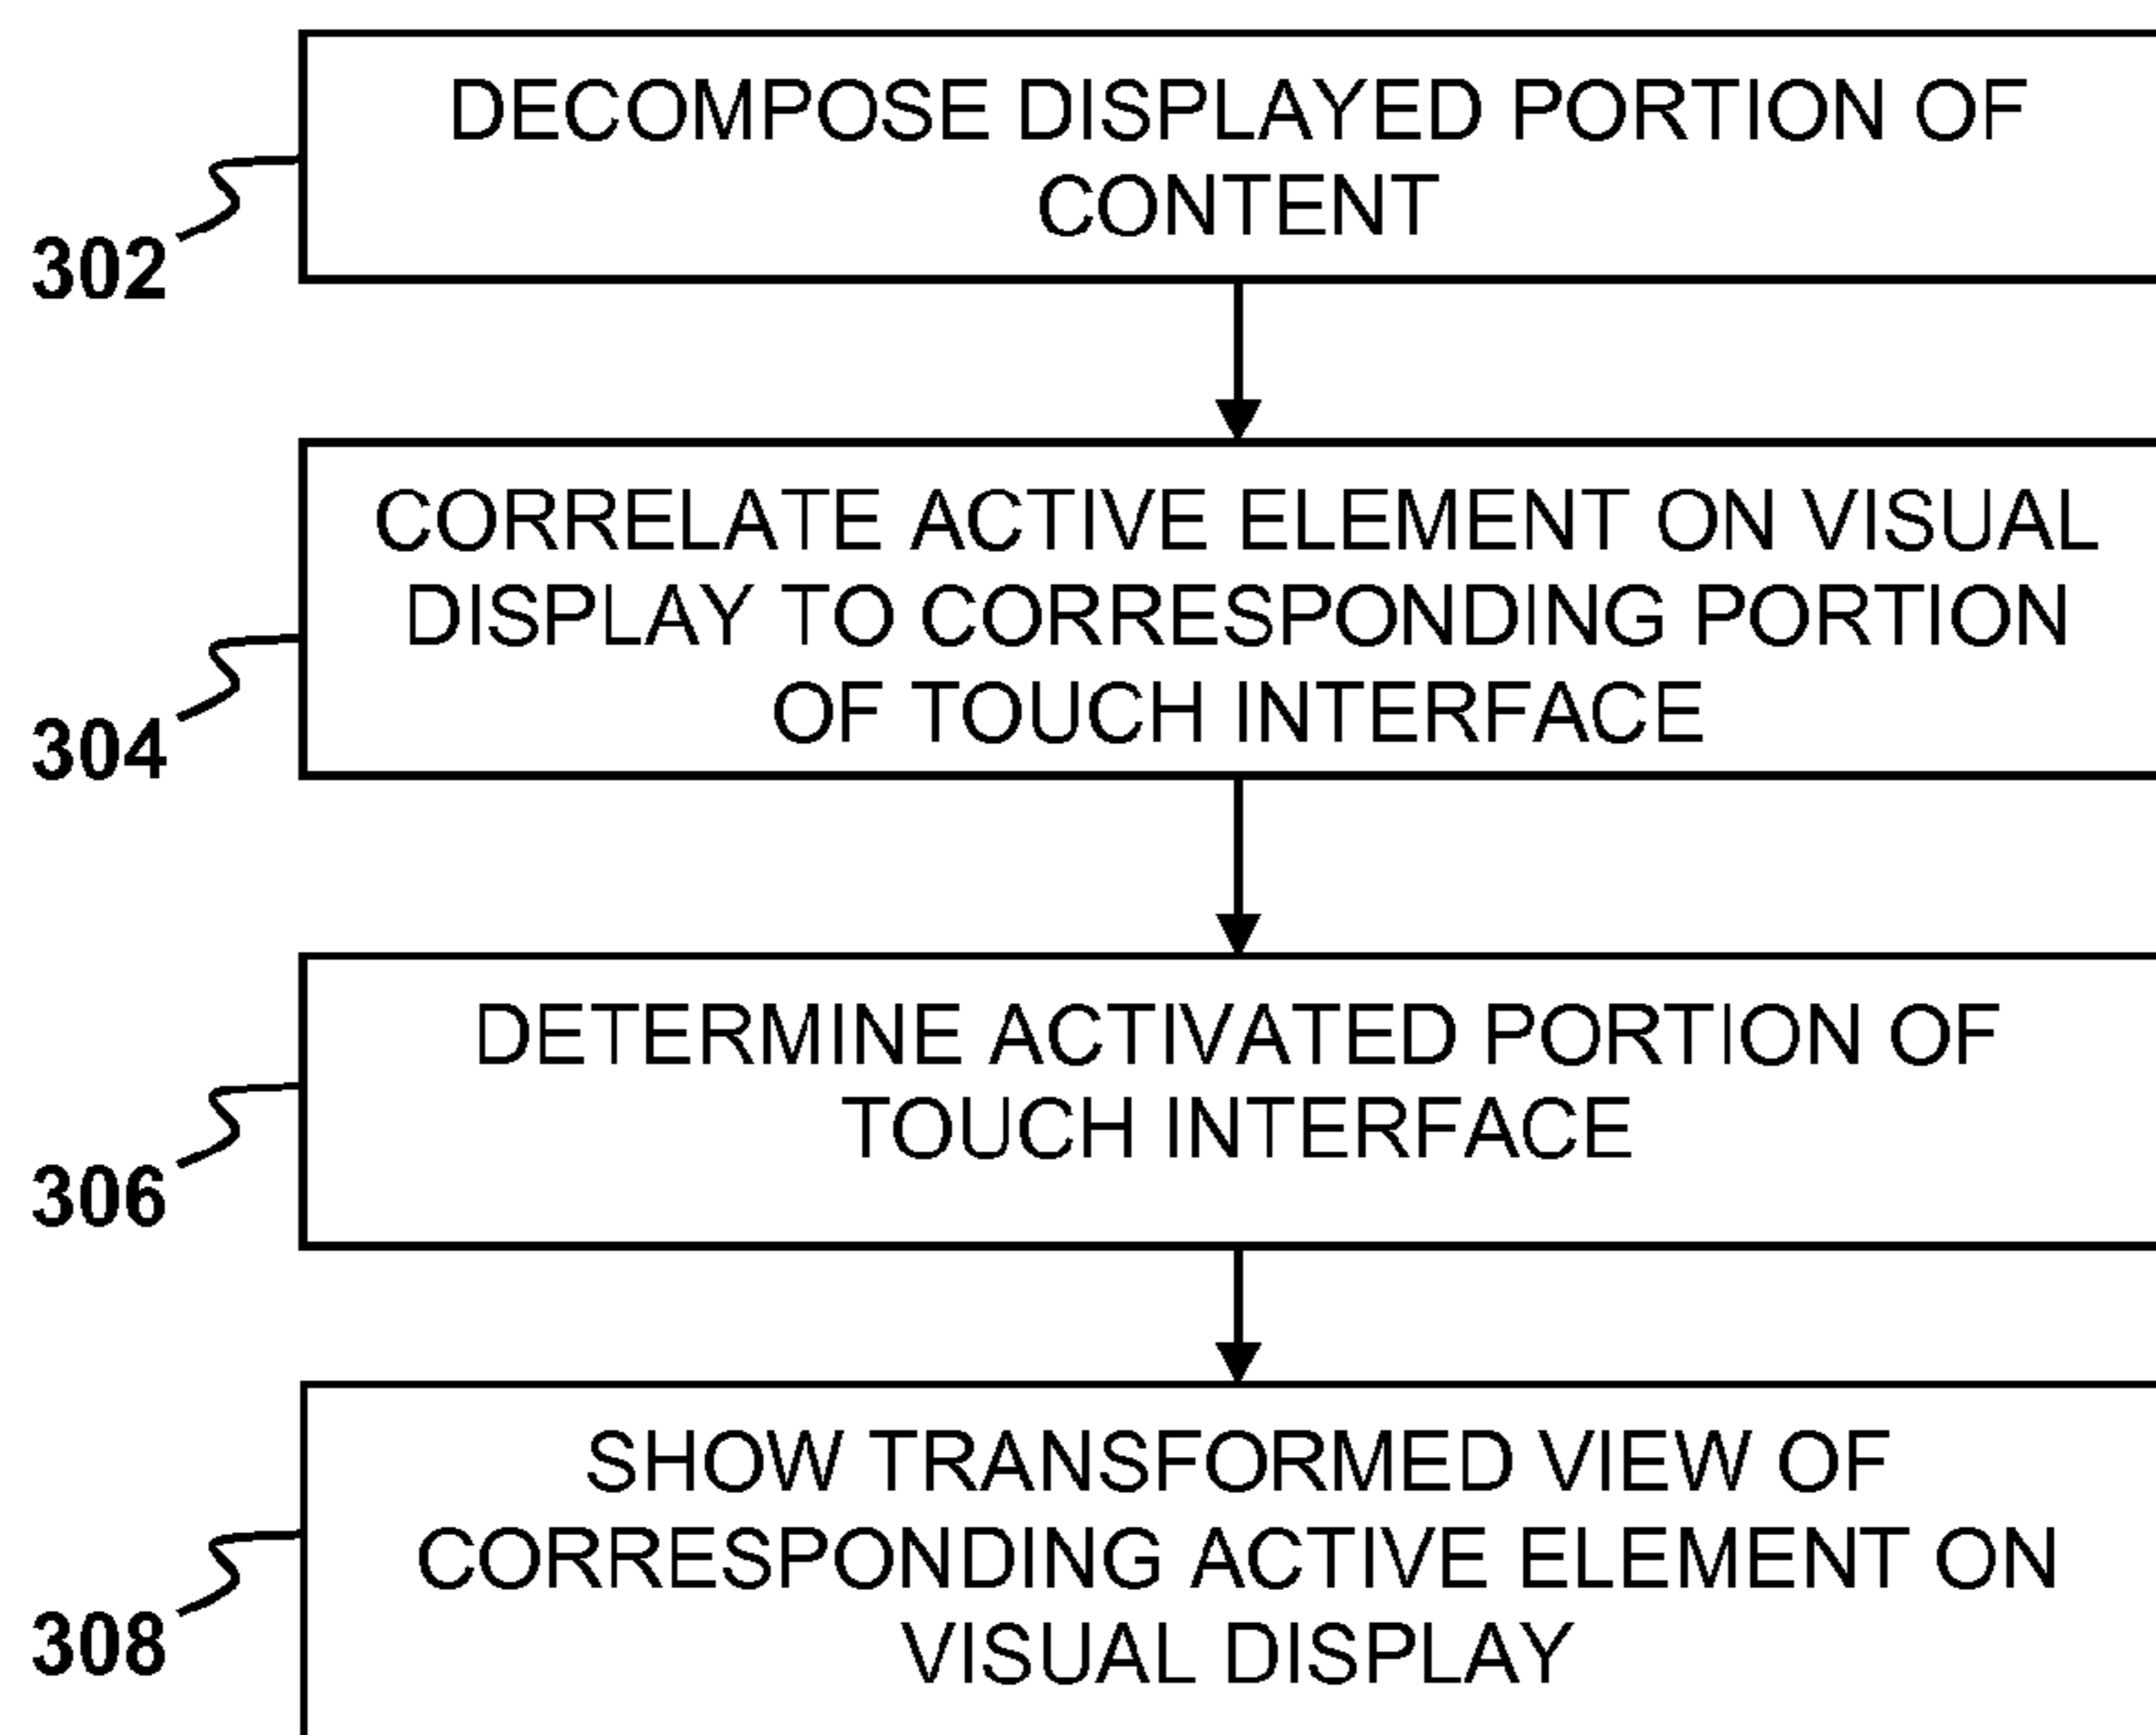 DECOMPOSE DISPLAYED PORTION OF
CONTENT
302
CORRELATE ACTIVE ELEMENT ON VISUAL
DISPLAY TO CORRESPONDING PORTION
OF TOUCH INTERFACE
304
DETERMINE ACTIVATED PORTION OF
TOUCH INTERFACE
306
SHOW TRANSFORMED VIEW OF
CORRESPONDING ACTIVE ELEMENT ON
VISUAL DISPLAY
308